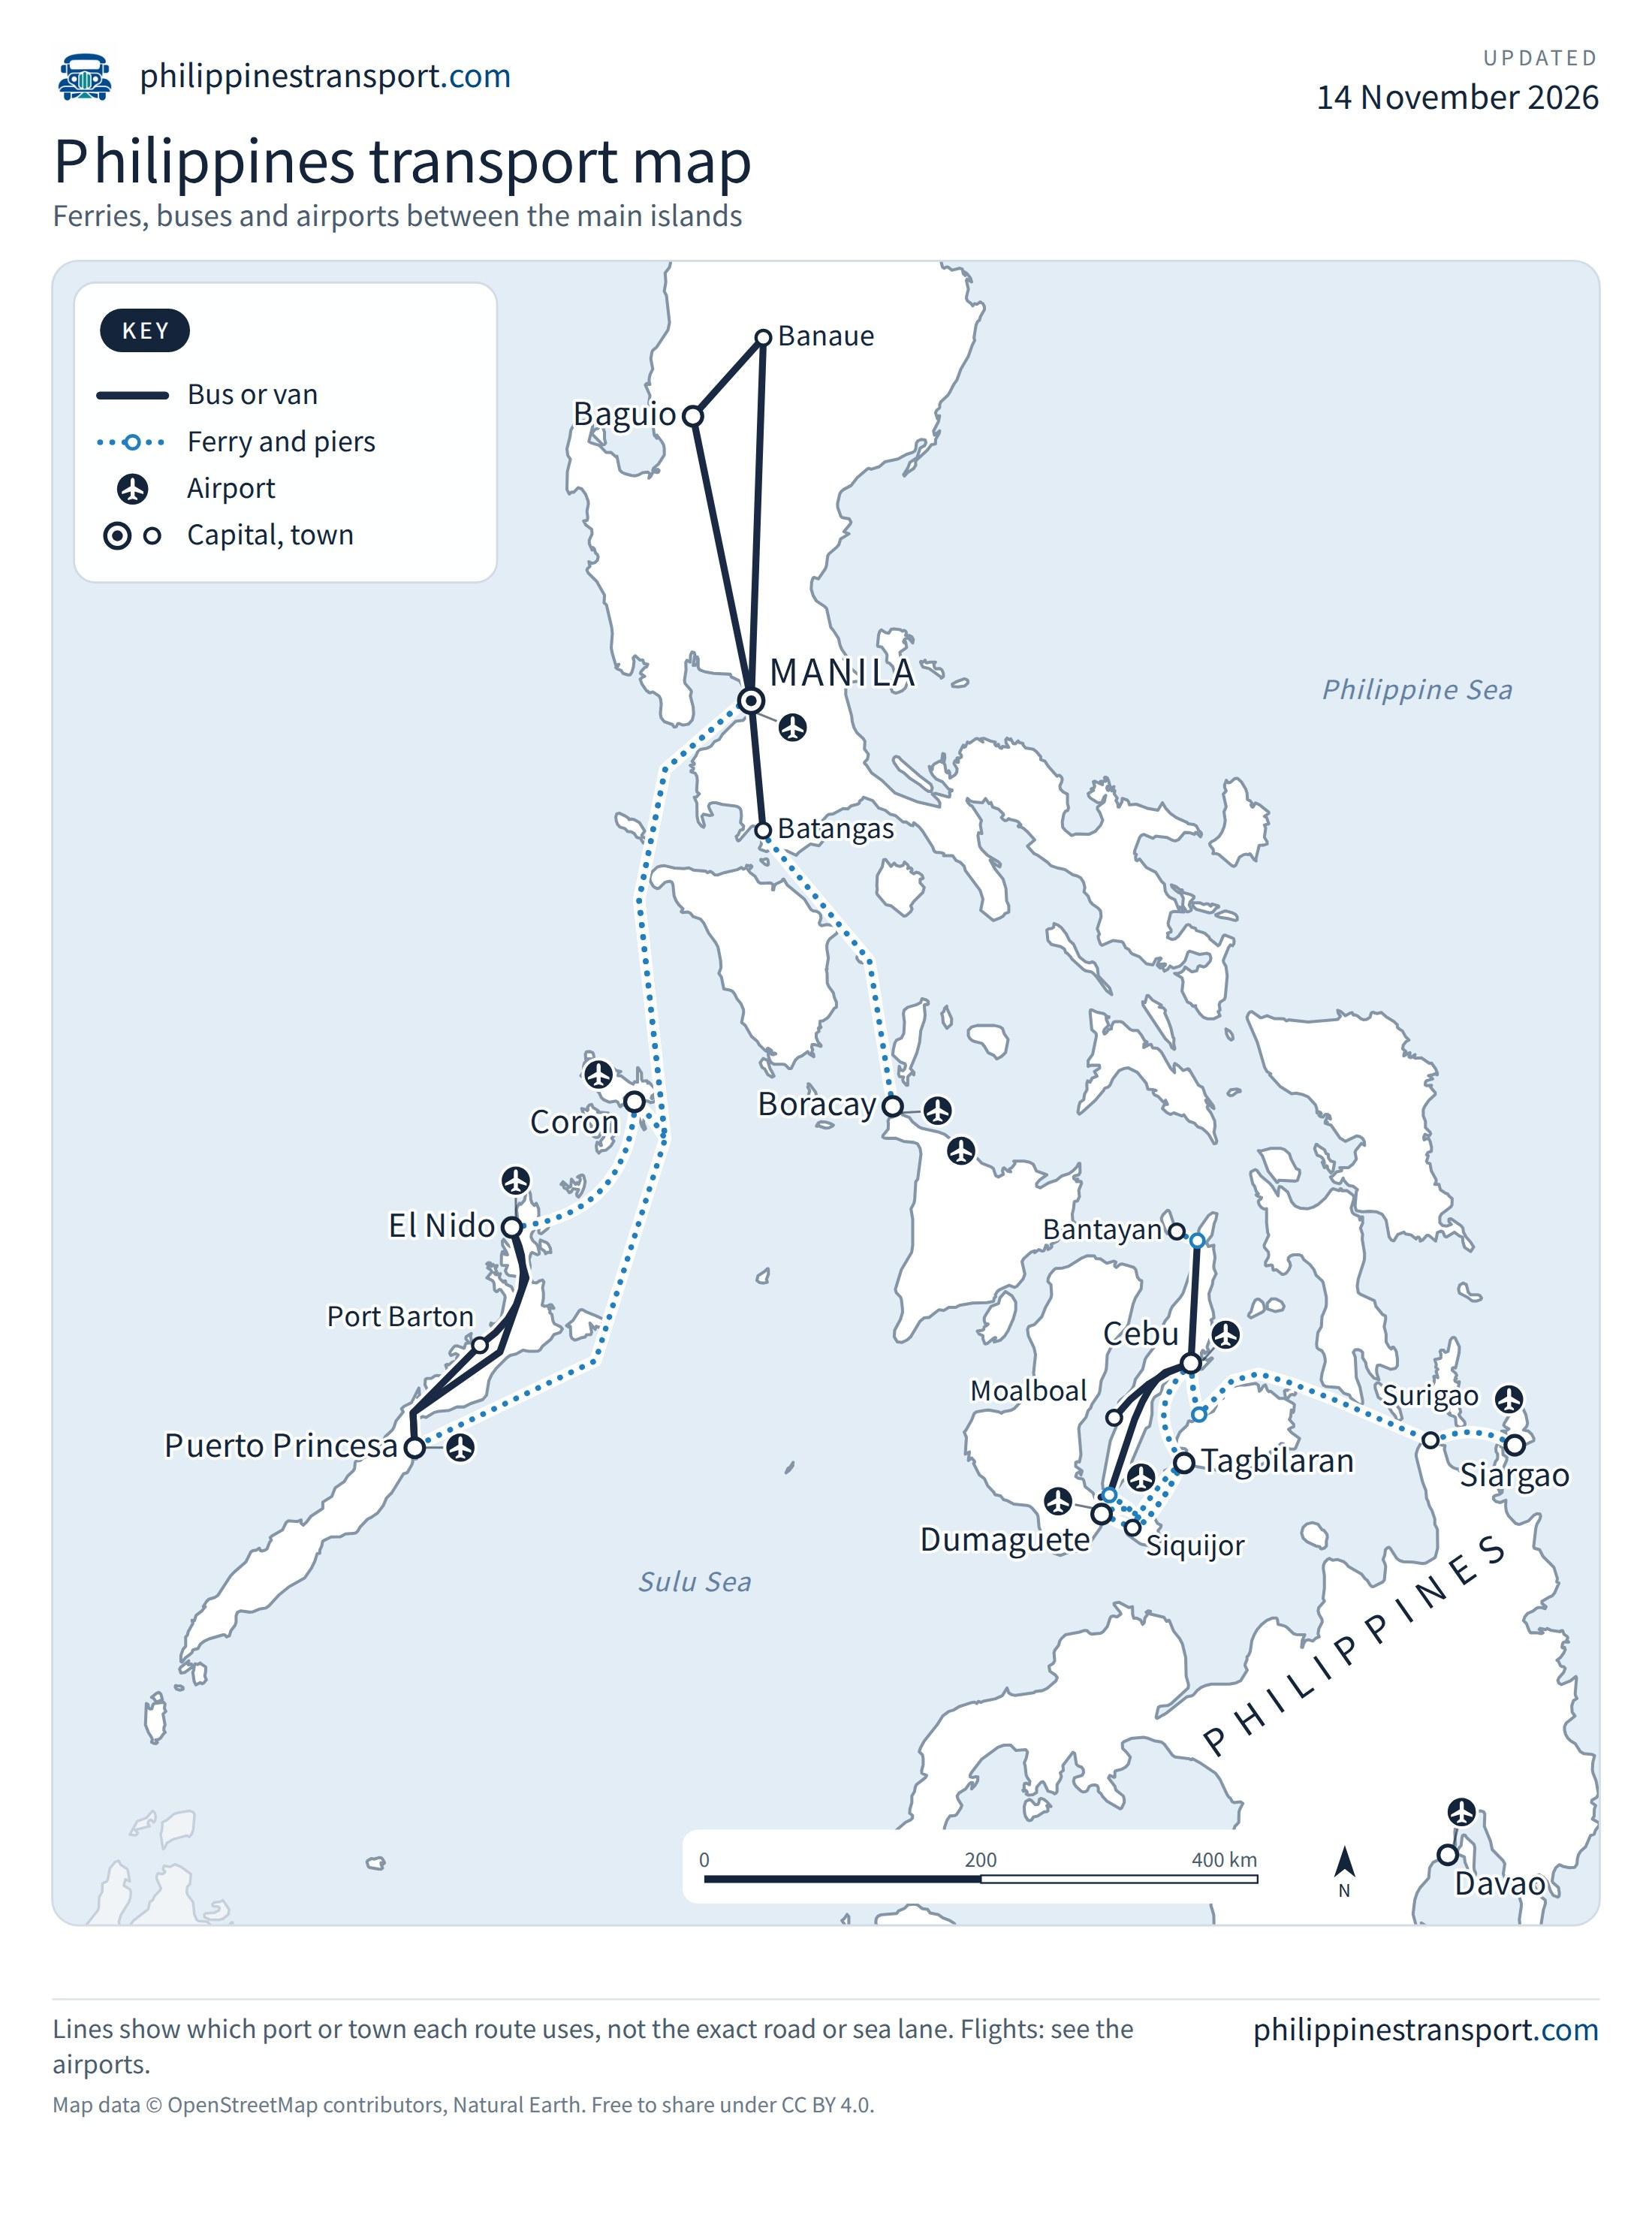 philippinestransport.com
UPDATED
14 November 2026
Philippines transport map
Ferries, buses and airports between the main islands
KEY
Bus or van
Ferry and piers
Airport
Capital, town
Banaue
Baguio
MANILA
Philippine Sea
Batangas
Coron
Boracay
El Nido
Bantayan
Port Barton
Cebu
Moalboal
Surigao
Puerto Princesa
Tagbilaran
Siargao
Dumaguete
Siquijor
Sulu Sea
PHILIPPINES
0 200 400 km
N
Davao
Lines show which port or town each route uses, not the exact road or sea lane. Flights: see the
airports.
philippinestransport.com
Map data © OpenStreetMap contributors, Natural Earth. Free to share under CC BY 4.0.